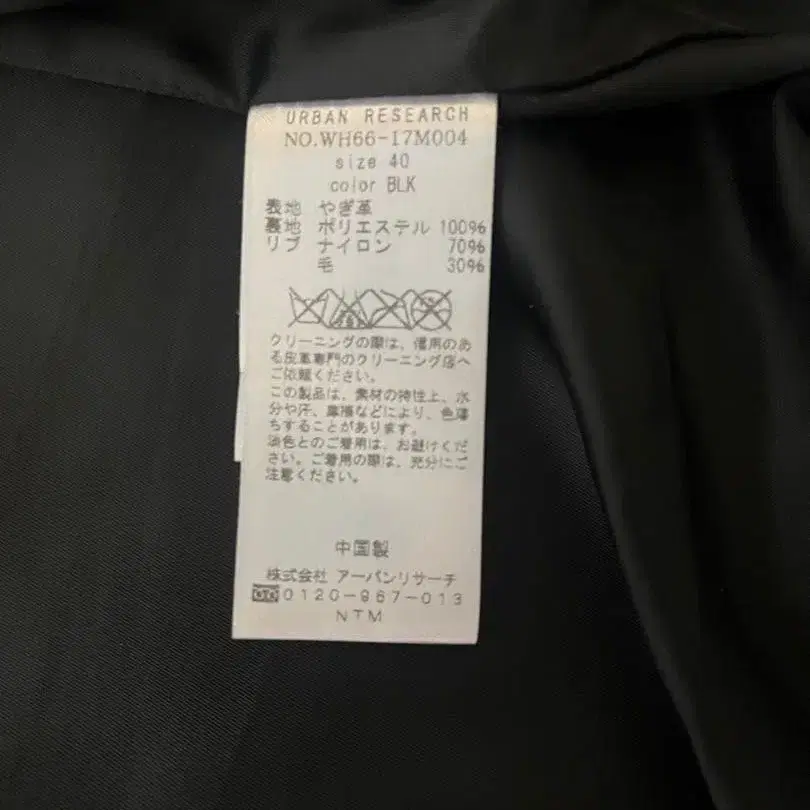 URBAN RESEARCH
NO.WH66-17M004
size 40
color BLK
表地 やぎ革
裏地 ポリエステル 100%
リブ ナイロン 70%
毛 30%
クリーニングの際は、信用のあ
る皮革専門のクリーニング店へ
ご依頼ください。
この製品は、素材の特性上、水
分や汗、摩擦などにより、色落
ちすることがあります。
淡色とのご着用は、お避けくだ
さい。ご着用の際は、充分にご
注意ください。
中国製
株式会社 アーバンリサーチ
0120-967-013
NTM